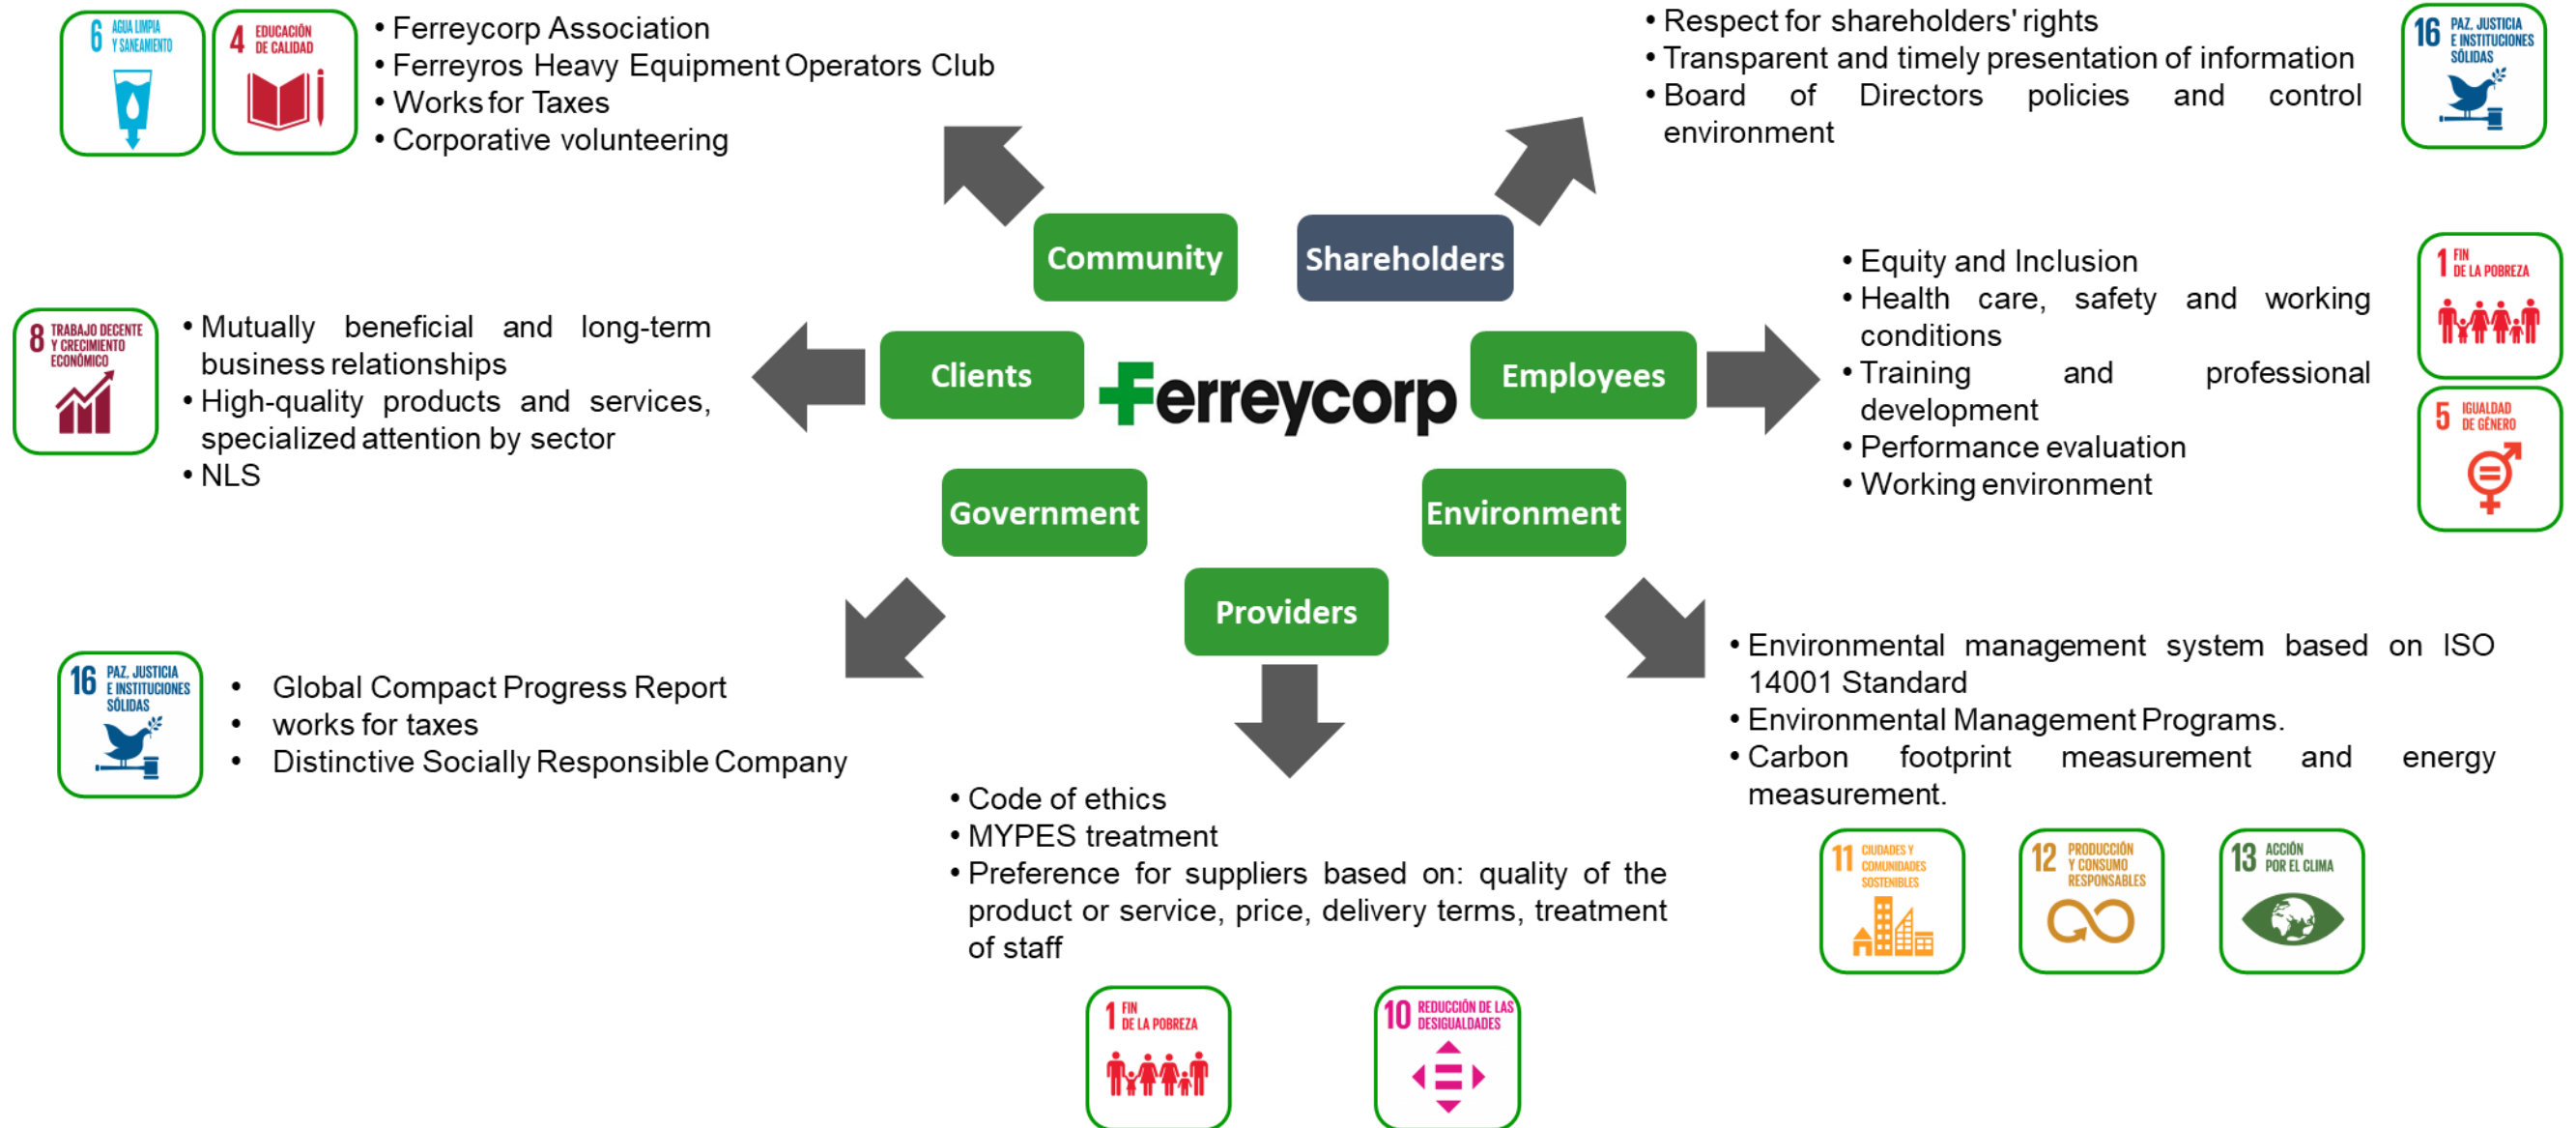 6 AGUA LIMPIA
Y SANEAMIENTO
4 EDUCACIÓN
DE CALIDAD
• Ferreycorp Association
• Ferreyros Heavy Equipment Operators Club
• Works for Taxes
• Corporative volunteering
• Respect for shareholders' rights
• Transparent and timely presentation of information
• Board of Directors policies and control
environment
16 PAZ, JUSTICIA
E INSTITUCIONES
SÓLIDAS
Community
Shareholders
8 TRABAJO DECENTE
Y CRECIMIENTO
ECONÓMICO
• Mutually beneficial and long-term
business relationships
• High-quality products and services,
specialized attention by sector
• NLS
Clients
Ferreycorp
Employees
• Equity and Inclusion
• Health care, safety and working
conditions
• Training and professional
development
• Performance evaluation
• Working environment
1 FIN
DE LA POBREZA
5 IGUALDAD
DE GÉNERO
Government
Environment
Providers
16 PAZ, JUSTICIA
E INSTITUCIONES
SÓLIDAS
• Global Compact Progress Report
• works for taxes
• Distinctive Socially Responsible Company
• Environmental management system based on ISO
14001 Standard
• Environmental Management Programs.
• Carbon footprint measurement and energy
measurement.
• Code of ethics
• MYPES treatment
• Preference for suppliers based on: quality of the
product or service, price, delivery terms, treatment
of staff
11 CIUDADES Y
COMUNIDADES
SOSTENIBLES
12 PRODUCCIÓN
Y CONSUMO
RESPONSABLES
13 ACCIÓN
POR EL CLIMA
1 FIN
DE LA POBREZA
10 REDUCCIÓN DE LAS
DESIGUALDADES